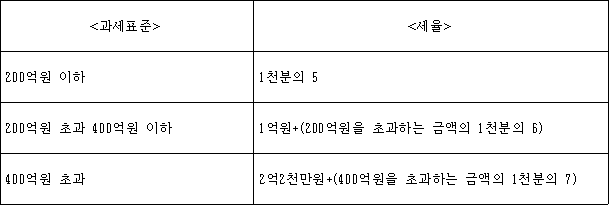 <과세표준> <세율>
200억원 이하 1천분의 5
200억원 초과 400억원 이하 1억원+(200억원을 초과하는 금액의 1천분의 6)
400억원 초과 2억2천만원+(400억원을 초과하는 금액의 1천분의 7)